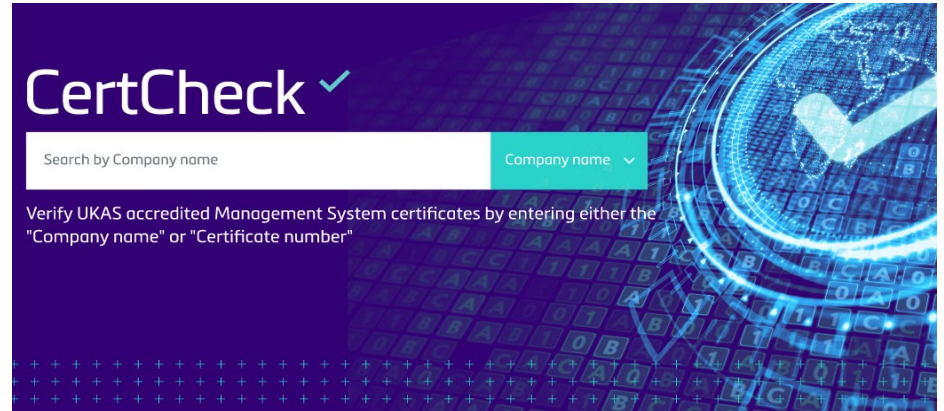 CertCheck
Search by Company name
Company name
Verify UKAS accredited Management System certificates by entering either the
"Company name" or "Certificate number"